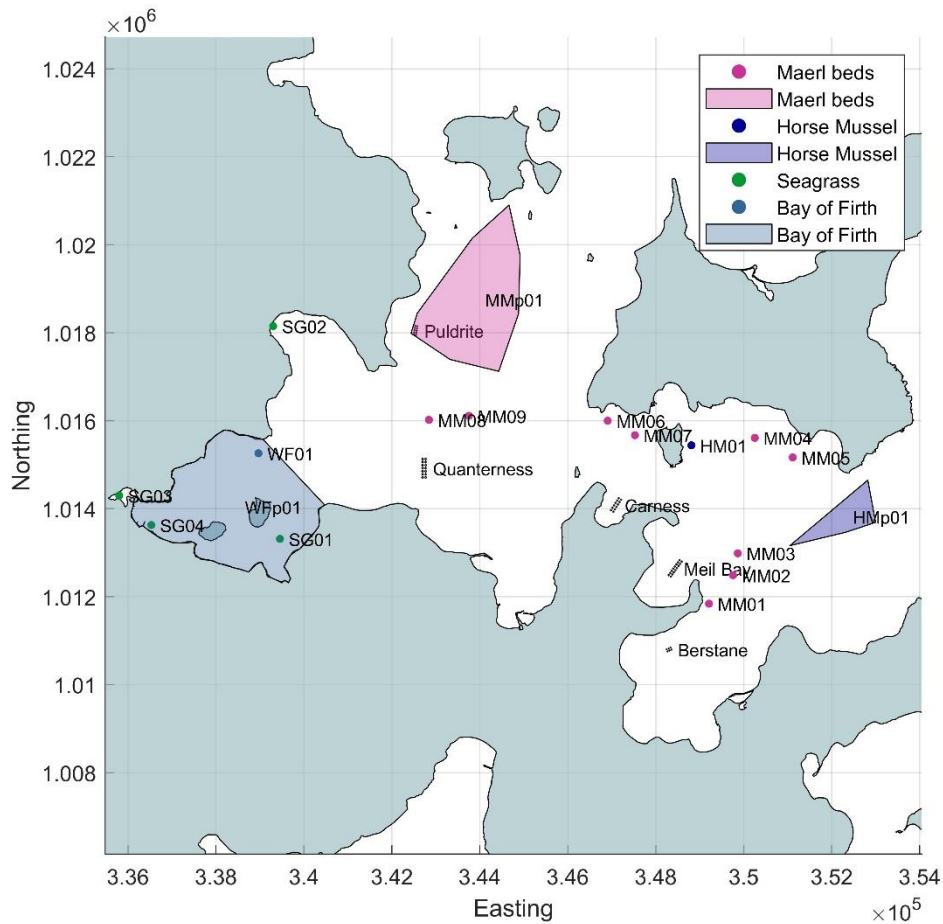 ×10⁶
1.024
1.022
1.02
1.018
1.016
1.014
1.012
1.01
1.008
Northing
Maerl beds
Maerl beds
Horse Mussel
Horse Mussel
Seagrass
Bay of Firth
Bay of Firth
MMp01
Puldrite
SG02
MM08
MM09
MM06
MM07
HM01
MM04
MM05
WF01
Quanterness
SG03
WFp01
SG04
SG01
Carness
HMp01
MM03
Meil Bay
MM02
MM01
Berstane
3.36
3.38
3.4
3.42
3.44
3.46
3.48
3.5
3.52
3.54
Easting
×10⁵